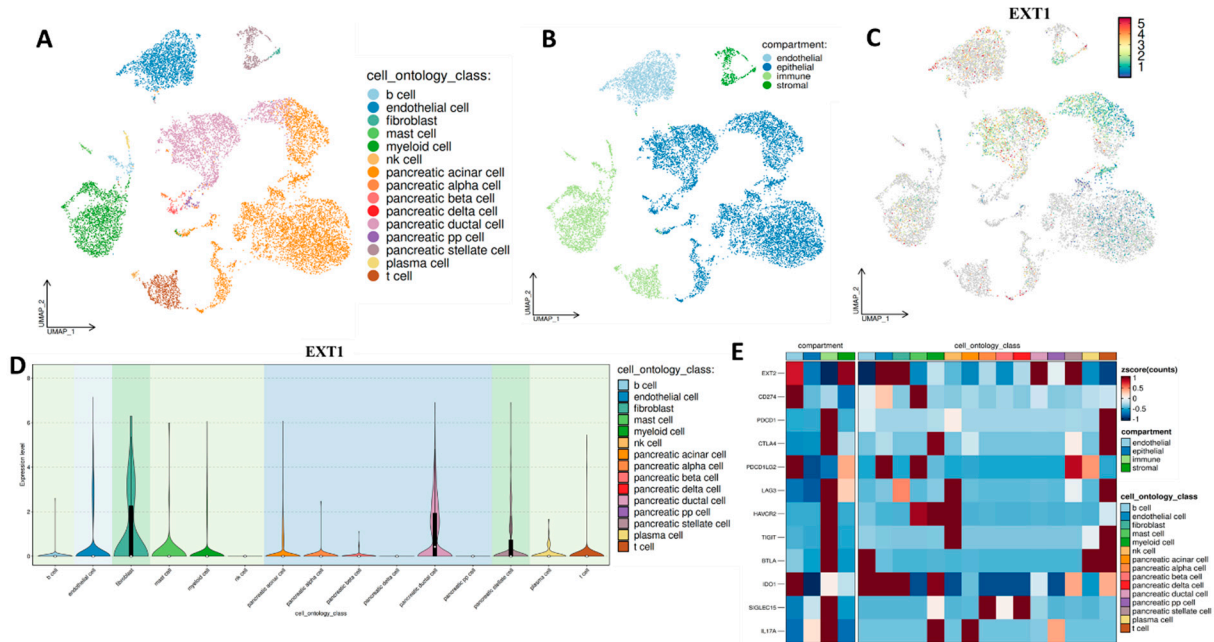 A
cell_ontology_class:
b cell
endothelial cell
fibroblast
mast cell
myeloid cell
nk cell
pancreatic acinar cell
pancreatic alpha cell
pancreatic beta cell
pancreatic delta cell
pancreatic ductal cell
pancreatic pp cell
pancreatic stellate cell
plasma cell
t cell
UMAP_2
UMAP_1
B
compartment:
endothelial
epithelial
immune
stromal
UMAP_2
UMAP_1
EXT1
C
5
4
3
2
1
UMAP_2
UMAP_1
D
EXT1
Expression level
8
6
4
2
0
b cell
endothelial cell
fibroblast
mast cell
myeloid cell
nk cell
pancreatic acinar cell
pancreatic alpha cell
pancreatic beta cell
pancreatic delta cell
pancreatic ductal cell
pancreatic pp cell
pancreatic stellate cell
plasma cell
t cell
cell_ontology_class
cell_ontology_class:
b cell
endothelial cell
fibroblast
mast cell
myeloid cell
nk cell
pancreatic acinar cell
pancreatic alpha cell
pancreatic beta cell
pancreatic delta cell
pancreatic ductal cell
pancreatic pp cell
pancreatic stellate cell
plasma cell
t cell
E
compartment
cell_ontology_class
EXT2
CD274
PDCD1
CTLA4
PDCD1LG2
LAG3
HAVCR2
TIGIT
BTLA
IDO1
SIGLEC15
IL17A
zscore(counts)
1
0.5
0
-0.5
-1
compartment
endothelial
epithelial
immune
stromal
cell_ontology_class
b cell
endothelial cell
fibroblast
mast cell
myeloid cell
nk cell
pancreatic acinar cell
pancreatic alpha cell
pancreatic beta cell
pancreatic delta cell
pancreatic ductal cell
pancreatic pp cell
pancreatic stellate cell
plasma cell
t cell